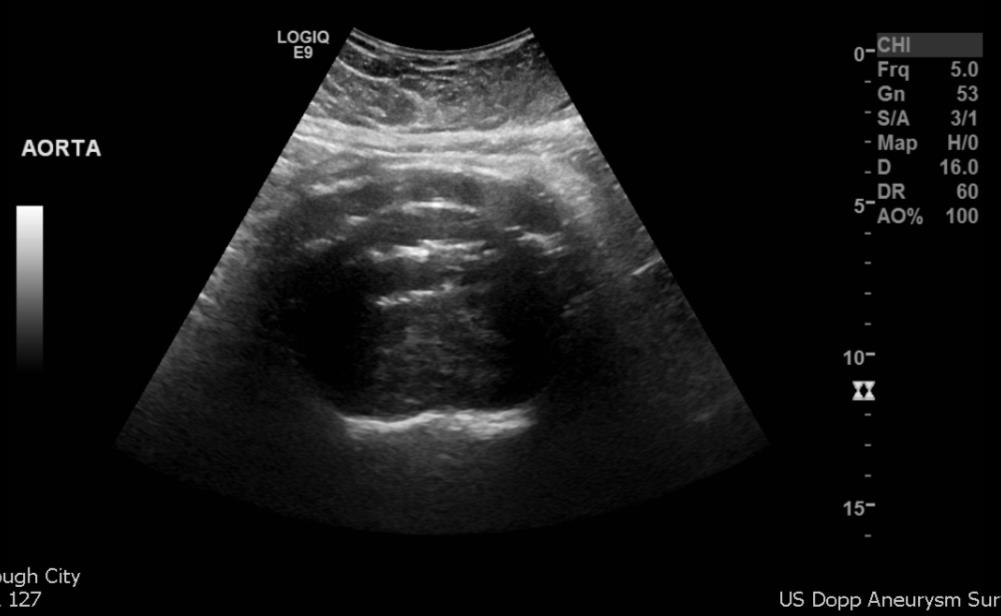 LOGIQ
E9
AORTA
CHI
Frq 5.0
Gn 53
S/A 3/1
Map H/0
D 16.0
DR 60
AO% 100
0
5
10
15
ugh City
127
US Dopp Aneurysm Sur